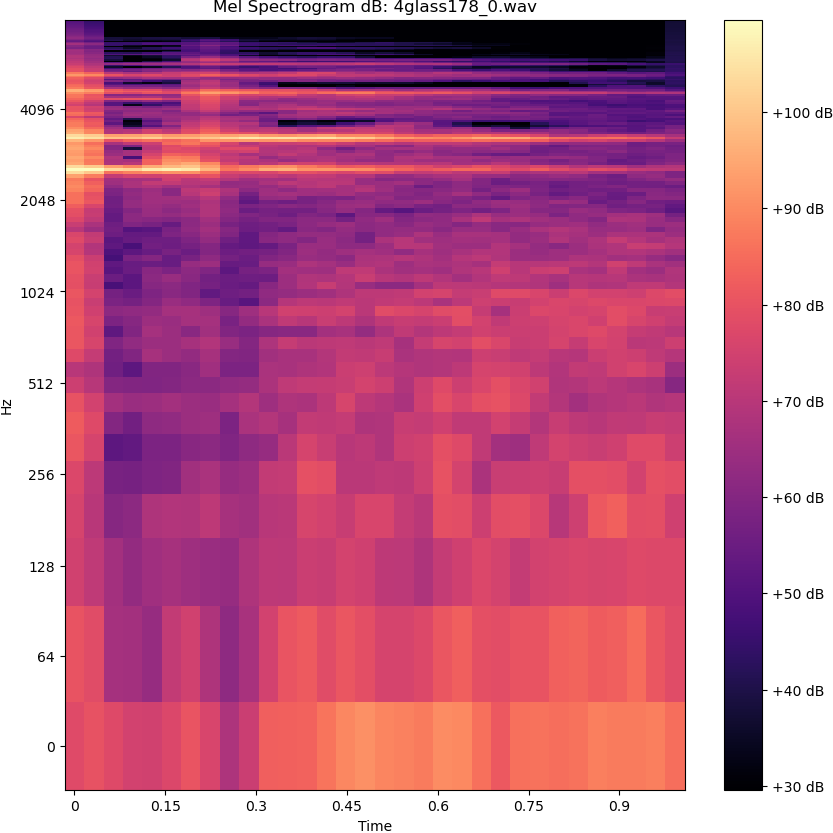 Mel Spectrogram dB: 4glass178_0.wav
4096
2048
1024
512
256
128
64
0
Hz
0 0.15 0.3 0.45 0.6 0.75 0.9
Time
+100 dB
+90 dB
+80 dB
+70 dB
+60 dB
+50 dB
+40 dB
+30 dB